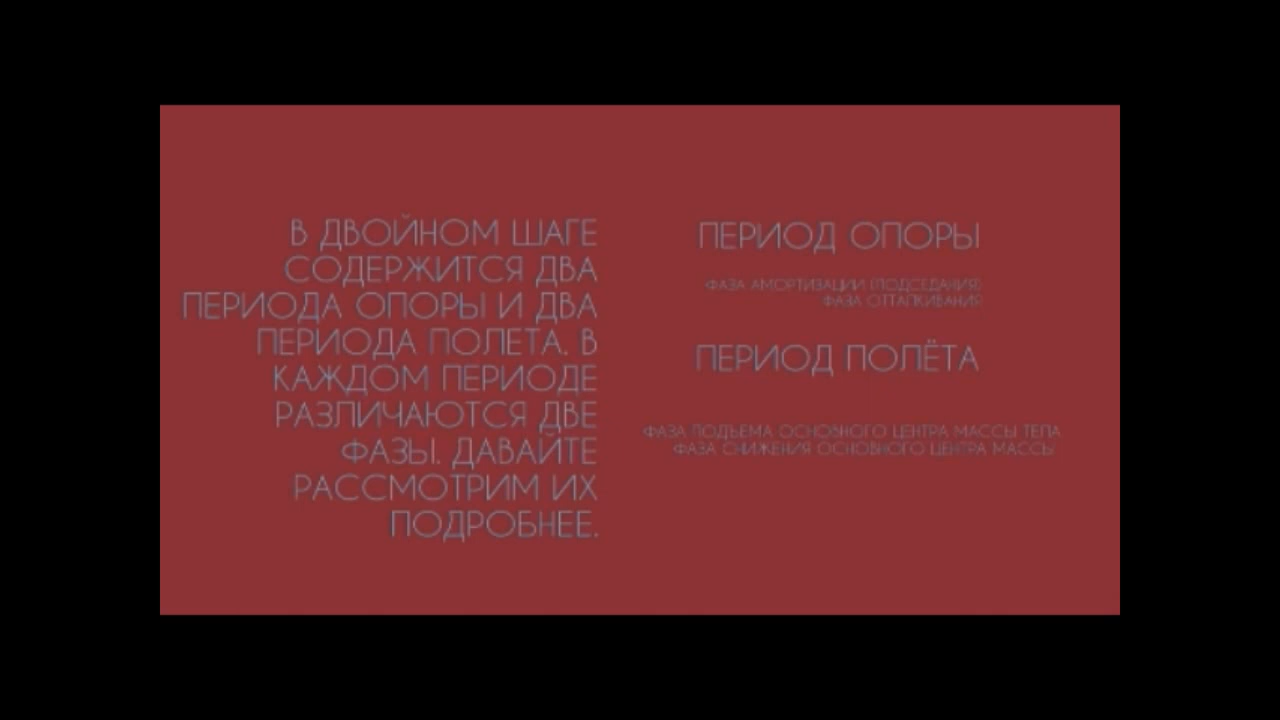 В ДВОЙНОМ ШАГЕ
СОДЕРЖИТСЯ ДВА
ПЕРИОДА ОПОРЫ И ДВА
ПЕРИОДА ПОЛЕТА. В
КАЖДОМ ПЕРИОДЕ
РАЗЛИЧАЮТСЯ ДВЕ
ФАЗЫ. ДАВАЙТЕ
РАССМОТРИМ ИХ
ПОДРОБНЕЕ.
ПЕРИОД ОПОРЫ
ФАЗА АМОРТИЗАЦИИ (ПОДСЕДАНИЯ)
ФАЗА ОТТАЛКИВАНИЯ
ПЕРИОД ПОЛЁТА
ФАЗА ПОДЪЕМА ОСНОВНОГО ЦЕНТРА МАССЫ ТЕЛА
ФАЗА СНИЖЕНИЯ ОСНОВНОГО ЦЕНТРА МАССЫ